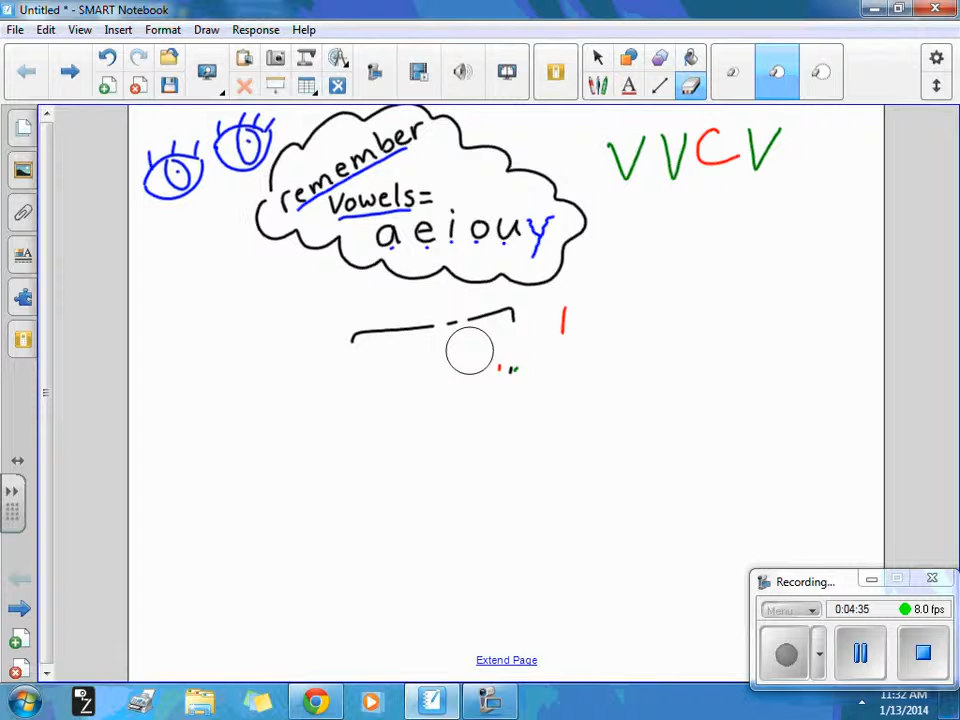 Untitled * - SMART Notebook
File Edit View Insert Format Draw Response Help
remember
Vowels=
a e i o u y
V V C V
Extend Page
Recording...
Menu
0:04:35
8.0 fps
11:32 AM
1/13/2014